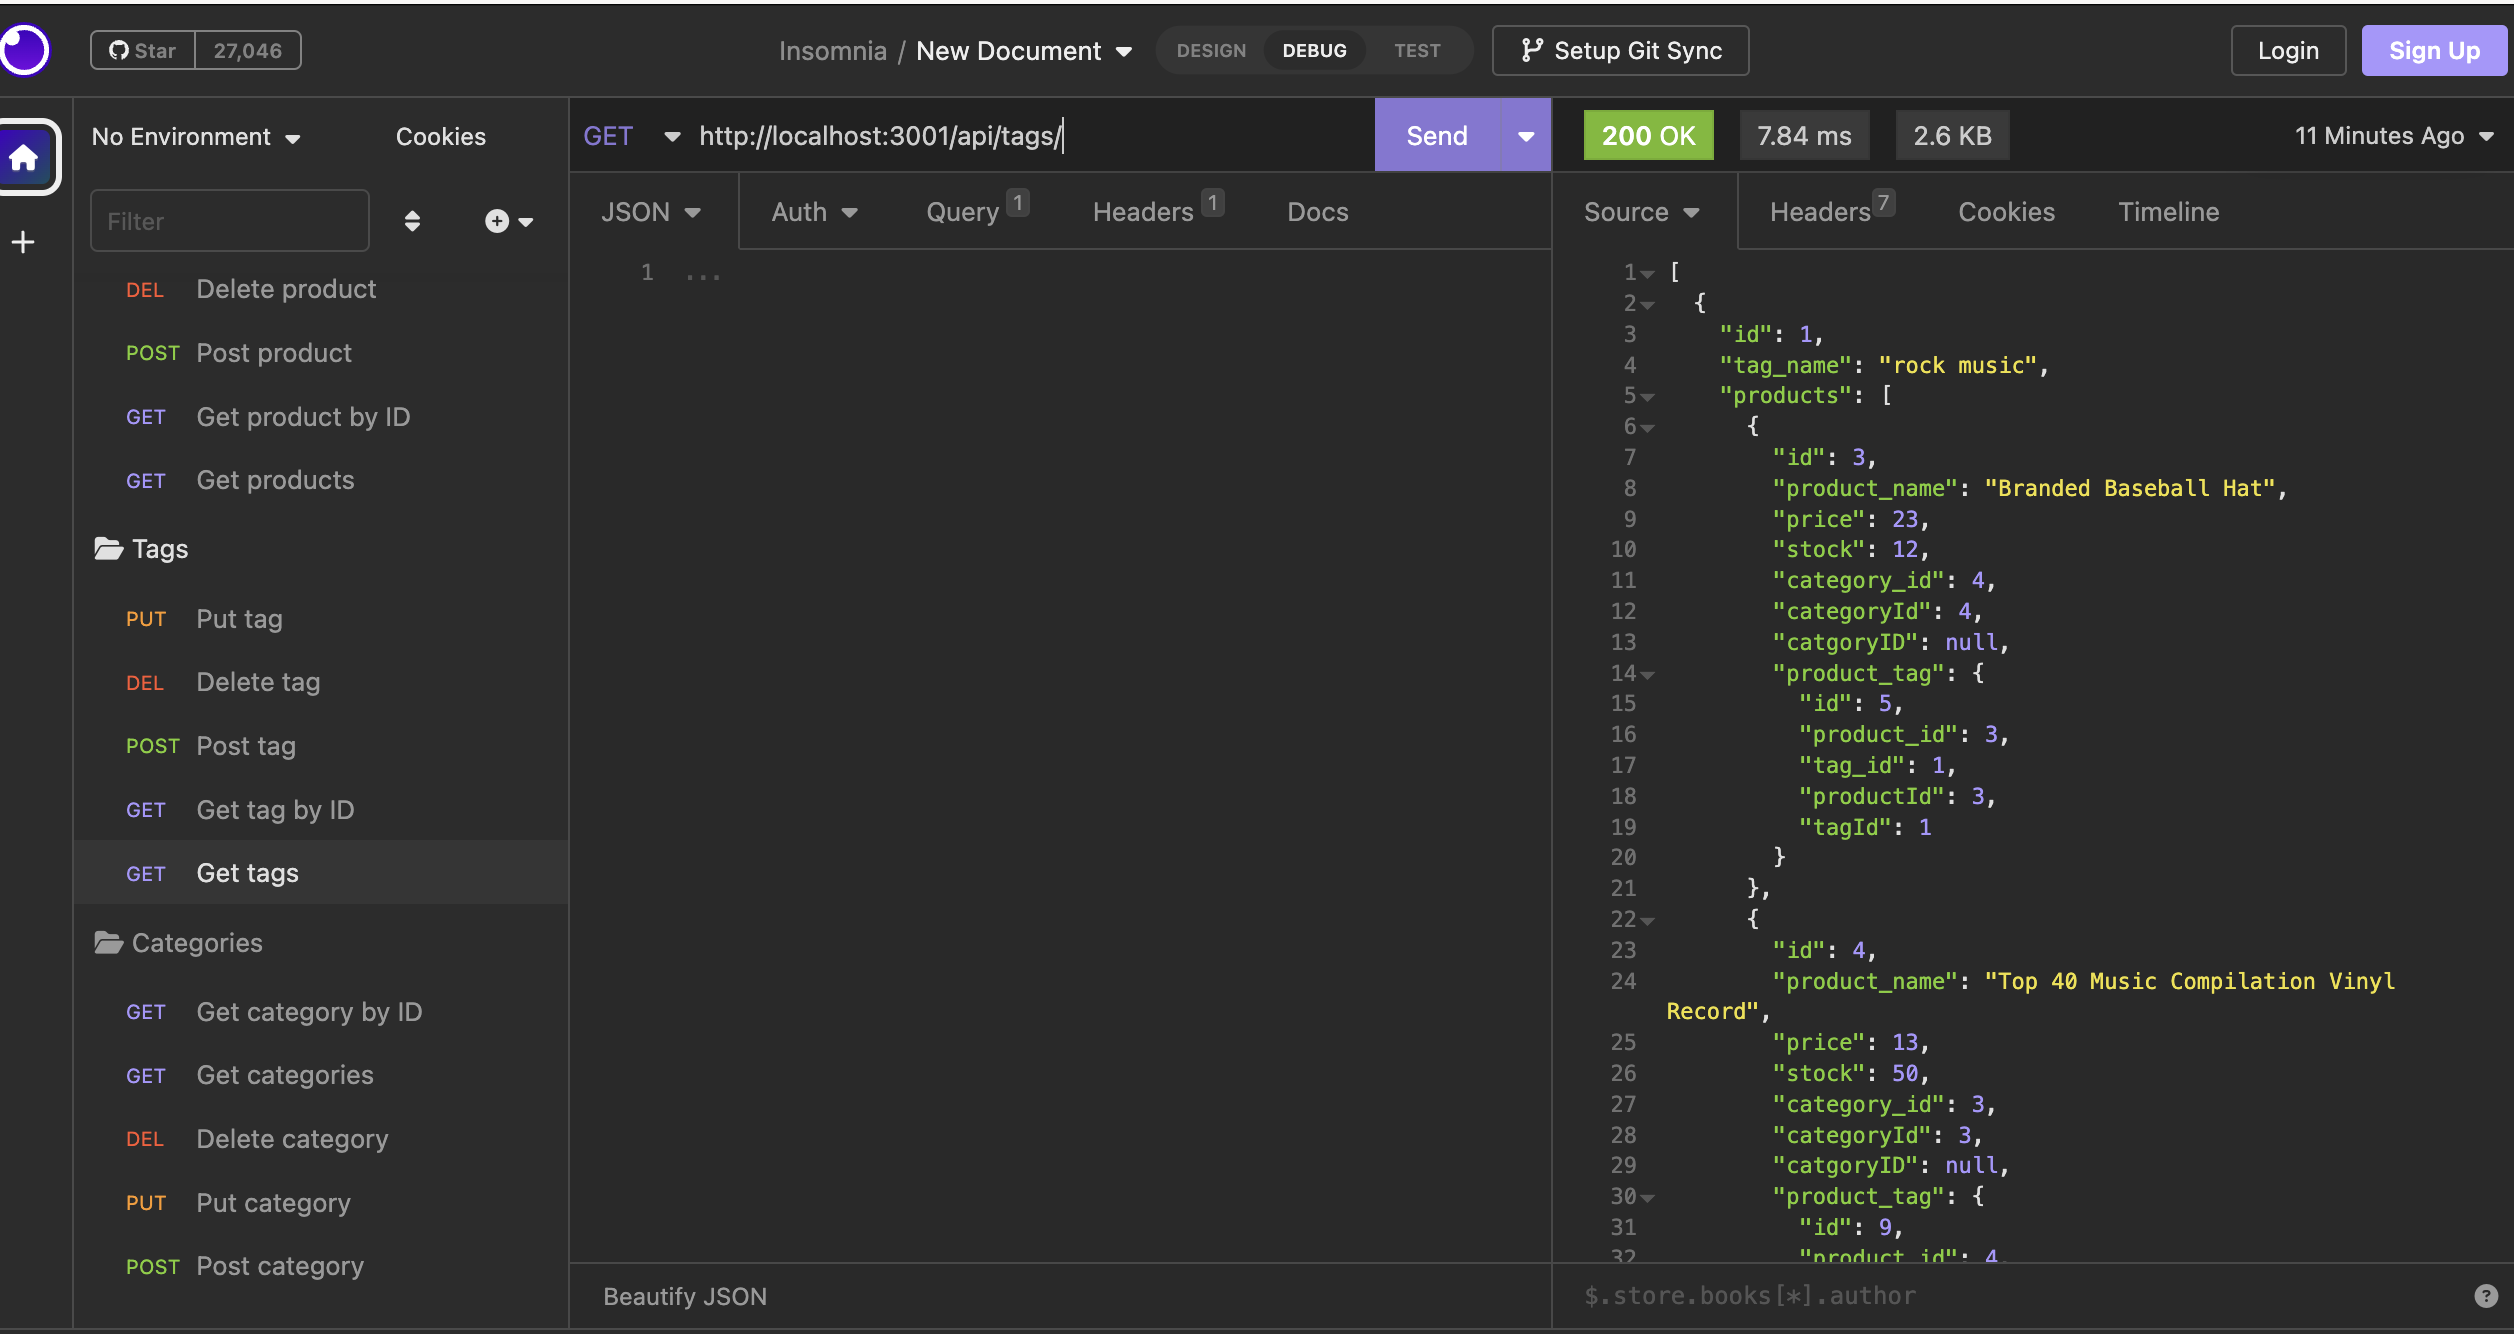 Star 27,046
Insomnia / New Document
DESIGN DEBUG TEST
Setup Git Sync
Login
Sign Up
No Environment
Cookies
Filter
DEL Delete product
POST Post product
GET Get product by ID
GET Get products
Tags
PUT Put tag
DEL Delete tag
POST Post tag
GET Get tag by ID
GET Get tags
Categories
GET Get category by ID
GET Get categories
DEL Delete category
PUT Put category
POST Post category
GET http://localhost:3001/api/tags/
Send
JSON Auth Query 1 Headers 1 Docs
1 ...
Beautify JSON
200 OK 7.84 ms 2.6 KB 11 Minutes Ago
Source Headers 7 Cookies Timeline
1 [
2 {
3 "id": 1,
4 "tag_name": "rock music",
5 "products": [
6 {
7 "id": 3,
8 "product_name": "Branded Baseball Hat",
9 "price": 23,
10 "stock": 12,
11 "category_id": 4,
12 "categoryId": 4,
13 "catgoryID": null,
14 "product_tag": {
15 "id": 5,
16 "product_id": 3,
17 "tag_id": 1,
18 "productId": 3,
19 "tagId": 1
20 }
21 },
22 {
23 "id": 4,
24 "product_name": "Top 40 Music Compilation Vinyl
Record",
25 "price": 13,
26 "stock": 50,
27 "category_id": 3,
28 "categoryId": 3,
29 "catgoryID": null,
30 "product_tag": {
31 "id": 9,
32 "product_id": 4,
$.store.books[*].author
?